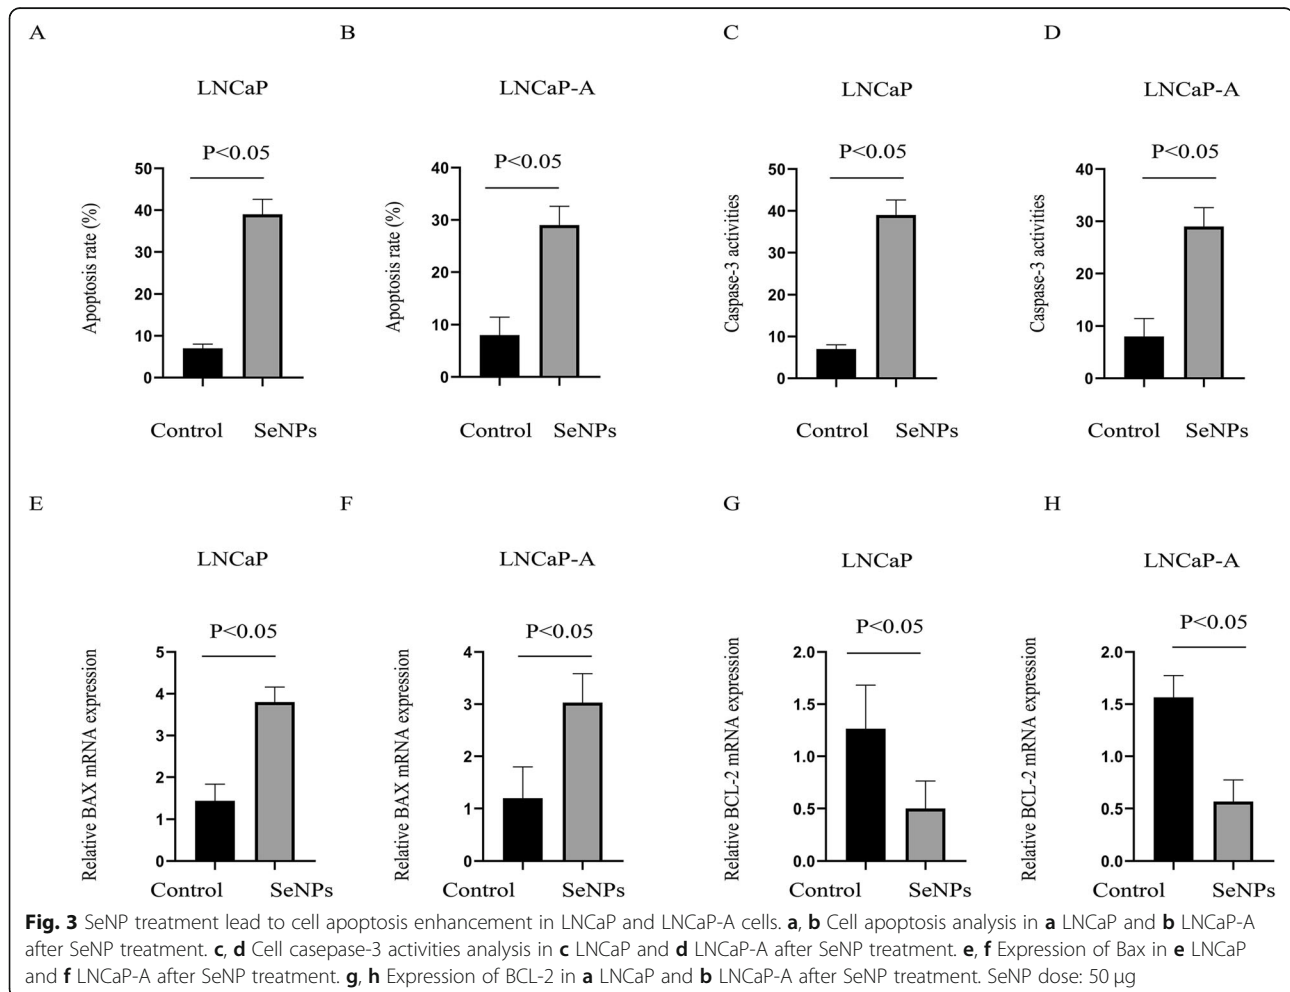 A
B
C
D
LNCaP
LNCaP-A
LNCaP
LNCaP-A
P<0.05
P<0.05
P<0.05
P<0.05
Apoptosis rate (%)
50
40
30
20
10
0
Control SeNPs
Apoptosis rate (%)
40
30
20
10
0
Control SeNPs
Caspase-3 activities
50
40
30
20
10
0
Control SeNPs
Caspase-3 activities
40
30
20
10
0
Control SeNPs
E
F
G
H
LNCaP
LNCaP-A
LNCaP
LNCaP-A
P<0.05
P<0.05
P<0.05
P<0.05
Relative BAX mRNA expression
5
4
3
2
1
0
Control SeNPs
Relative BAX mRNA expression
4
3
2
1
0
Control SeNPs
Relative BCL-2 mRNA expression
2.0
1.5
1.0
0.5
0.0
Control SeNPs
Relative BCL-2 mRNA expression
2.0
1.5
1.0
0.5
0.0
Control SeNPs
Fig. 3 SeNP treatment lead to cell apoptosis enhancement in LNCaP and LNCaP-A cells. a, b Cell apoptosis analysis in a LNCaP and b LNCaP-A
after SeNP treatment. c, d Cell casepase-3 activities analysis in c LNCaP and d LNCaP-A after SeNP treatment. e, f Expression of Bax in e LNCaP
and f LNCaP-A after SeNP treatment. g, h Expression of BCL-2 in a LNCaP and b LNCaP-A after SeNP treatment. SeNP dose: 50 μg